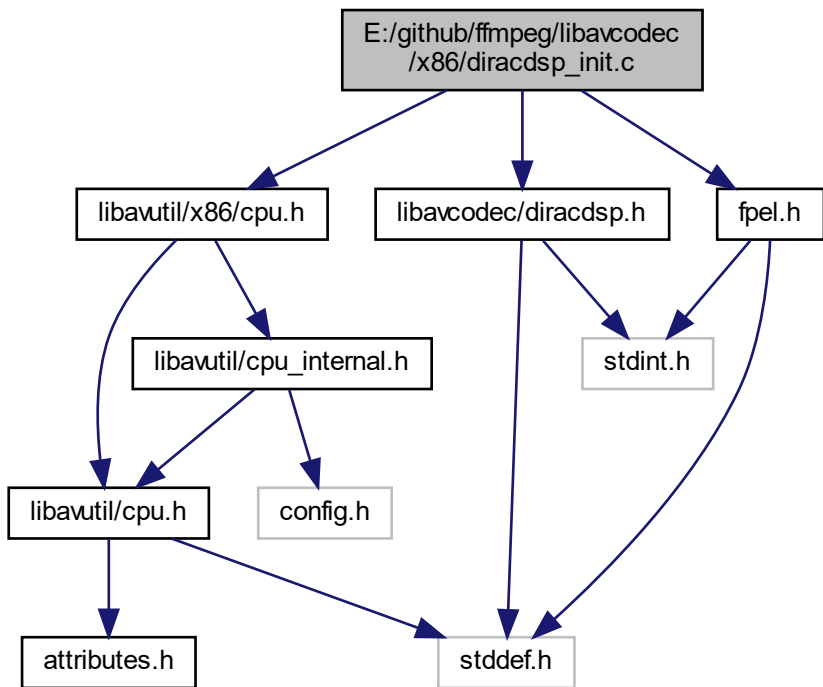 E:/github/ffmpeg/libavcodec
/x86/diracdsp_init.c
libavutil/x86/cpu.h
libavcodec/diracdsp.h
fpel.h
libavutil/cpu_internal.h
stdint.h
libavutil/cpu.h
config.h
attributes.h
stddef.h